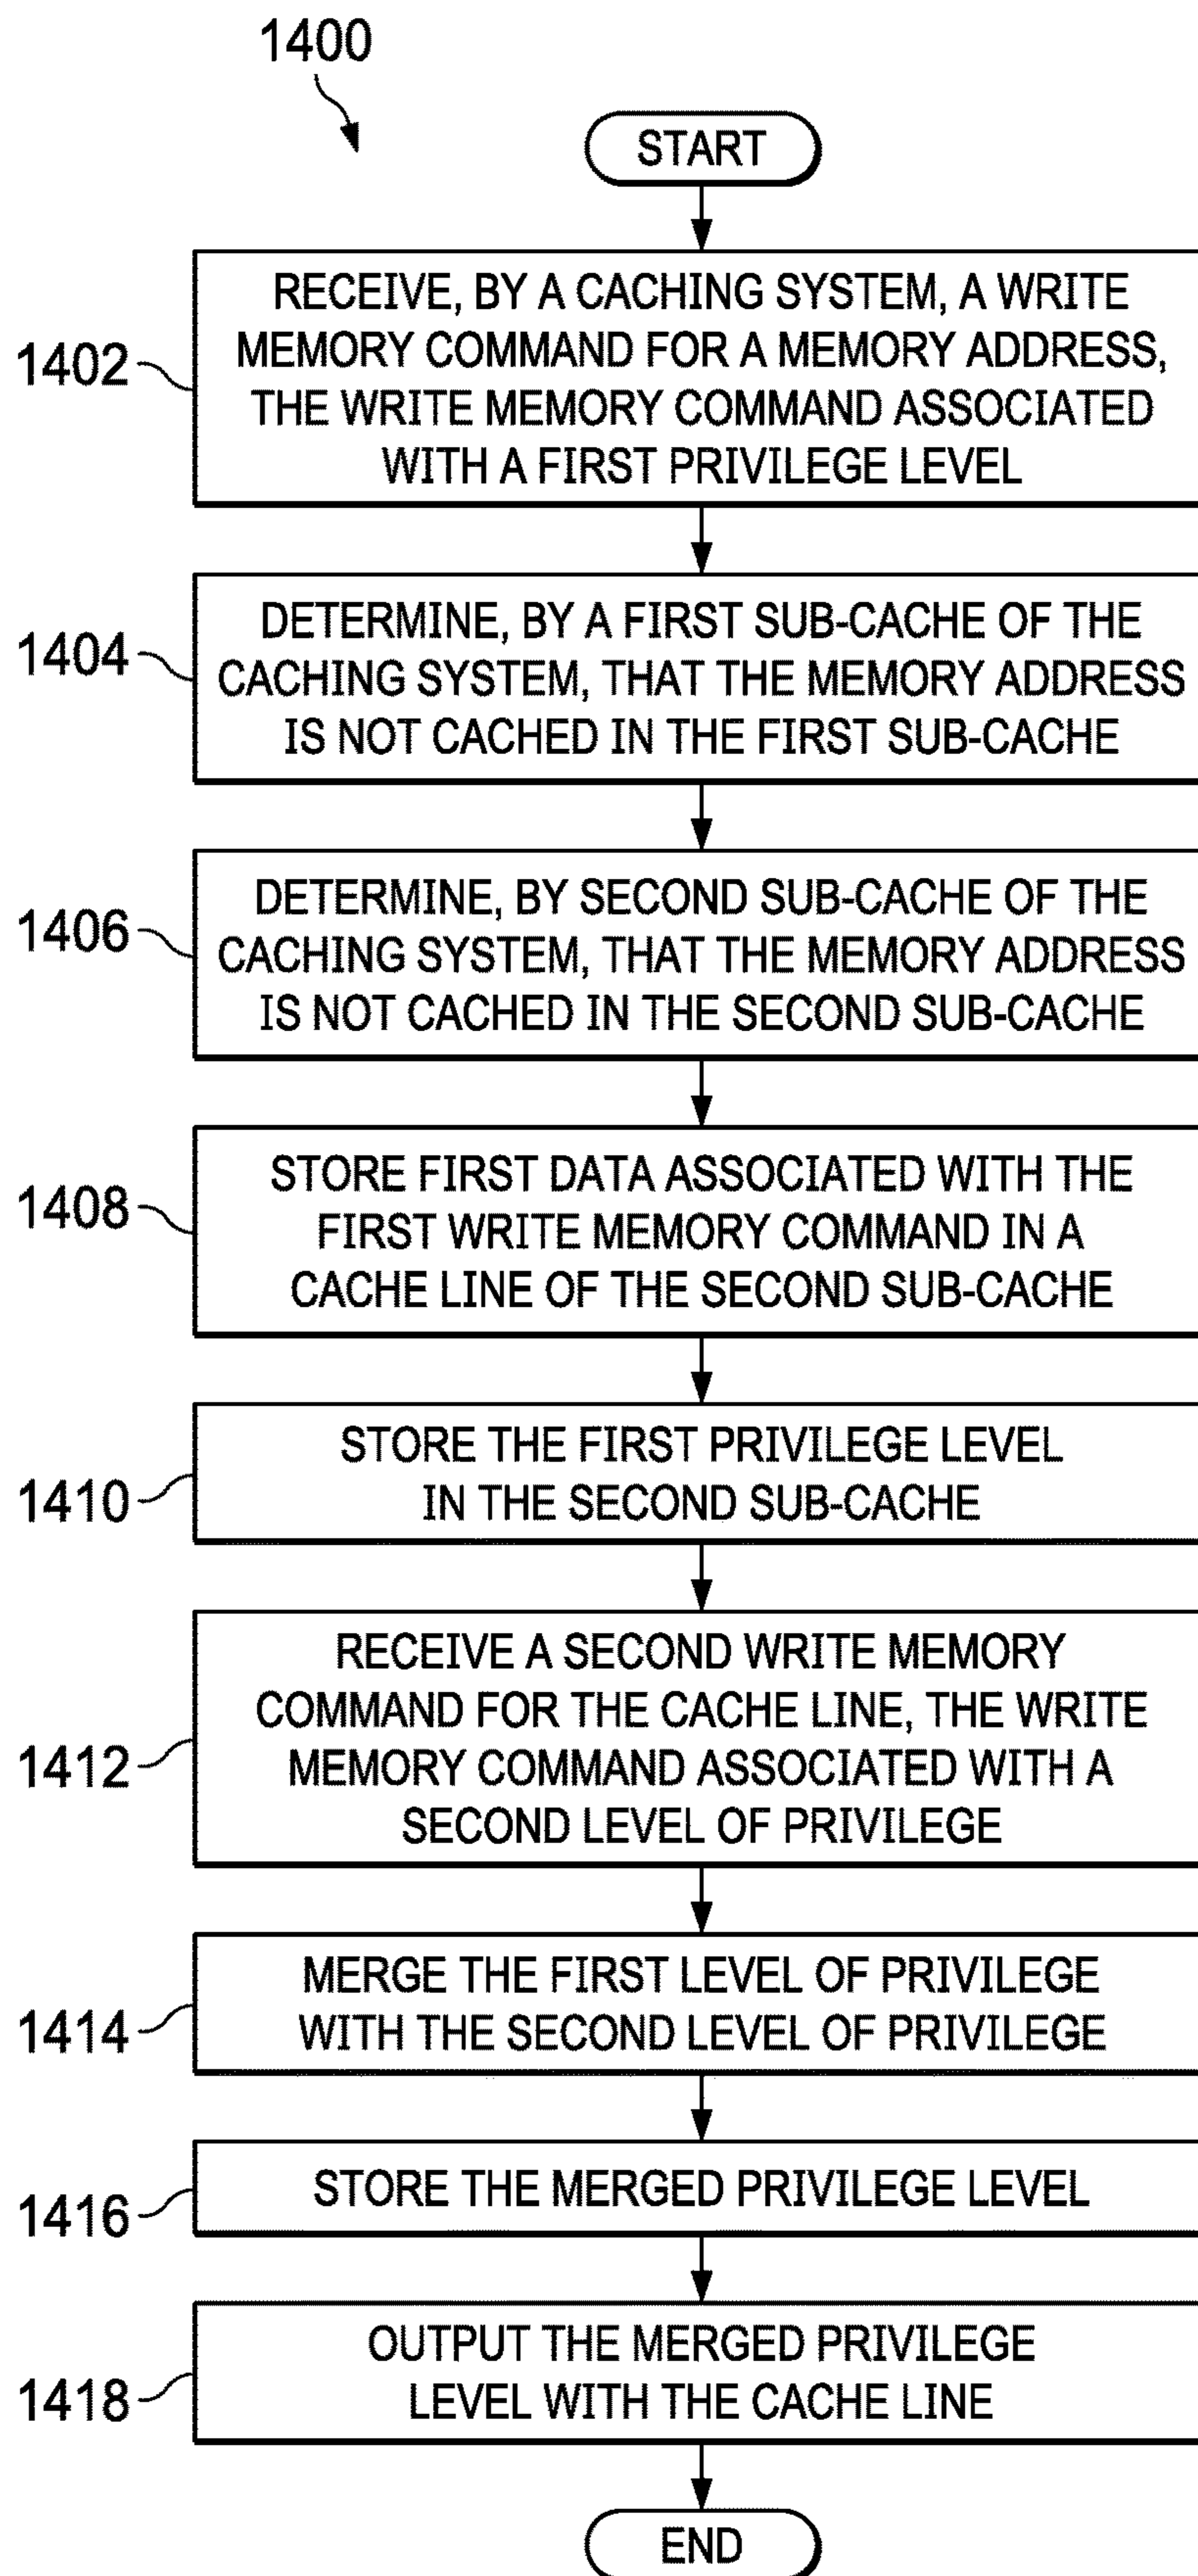 1400
START
1402
RECEIVE, BY A CACHING SYSTEM, A WRITE
MEMORY COMMAND FOR A MEMORY ADDRESS,
THE WRITE MEMORY COMMAND ASSOCIATED
WITH A FIRST PRIVILEGE LEVEL
1404
DETERMINE, BY A FIRST SUB-CACHE OF THE
CACHING SYSTEM, THAT THE MEMORY ADDRESS
IS NOT CACHED IN THE FIRST SUB-CACHE
1406
DETERMINE, BY SECOND SUB-CACHE OF THE
CACHING SYSTEM, THAT THE MEMORY ADDRESS
IS NOT CACHED IN THE SECOND SUB-CACHE
1408
STORE FIRST DATA ASSOCIATED WITH THE
FIRST WRITE MEMORY COMMAND IN A
CACHE LINE OF THE SECOND SUB-CACHE
1410
STORE THE FIRST PRIVILEGE LEVEL
IN THE SECOND SUB-CACHE
1412
RECEIVE A SECOND WRITE MEMORY
COMMAND FOR THE CACHE LINE, THE WRITE
MEMORY COMMAND ASSOCIATED WITH A
SECOND LEVEL OF PRIVILEGE
1414
MERGE THE FIRST LEVEL OF PRIVILEGE
WITH THE SECOND LEVEL OF PRIVILEGE
1416
STORE THE MERGED PRIVILEGE LEVEL
1418
OUTPUT THE MERGED PRIVILEGE
LEVEL WITH THE CACHE LINE
END